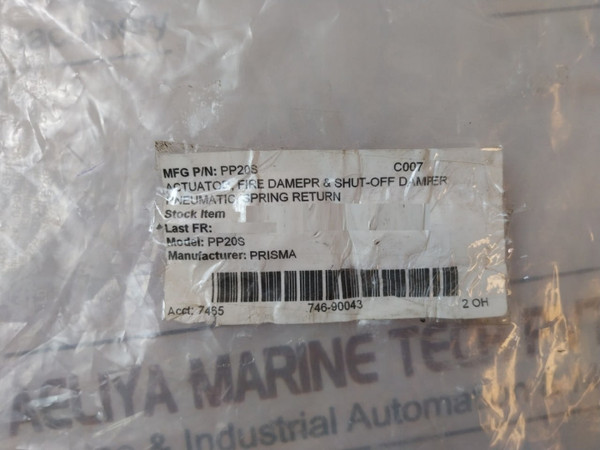 MFG P/N: PP20S C007
ACTUATOR, FIRE DAMEPR & SHUT-OFF DAMPER
PNEUMATIC, SPRING RETURN
Stock Item
Last FR:
Model: PP20S
Manufacturer: PRISMA
Acct: 7465 746-90043 2 OH
AELIYA MARINE TECH
& Industrial Automation